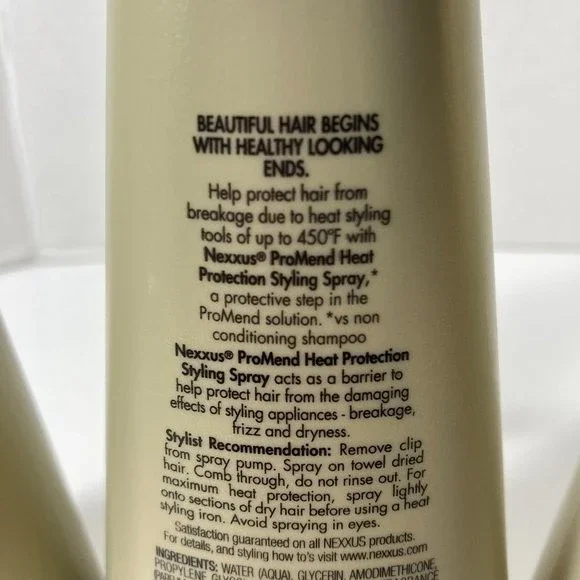 BEAUTIFUL HAIR BEGINS
WITH HEALTHY LOOKING
ENDS.
Help protect hair from
breakage due to heat styling
tools of up to 450°F with
Nexxus® ProMend Heat
Protection Styling Spray,*
a protective step in the
ProMend solution. *vs non
conditioning shampoo
Nexxus® ProMend Heat Protection
Styling Spray acts as a barrier to
help protect hair from the damaging
effects of styling appliances - breakage,
frizz and dryness.
Stylist Recommendation: Remove clip
from spray pump. Spray on towel dried
hair. Comb through, do not rinse out. For
maximum heat protection, spray lightly
onto sections of dry hair before using a heat
styling iron. Avoid spraying in eyes.
Satisfaction guaranteed on all NEXXUS products.
For details, and styling how to's visit www.nexxus.com.
INGREDIENTS: WATER (AQUA), GLYCERIN, AMODIMETHICONE,
PROPYLENE